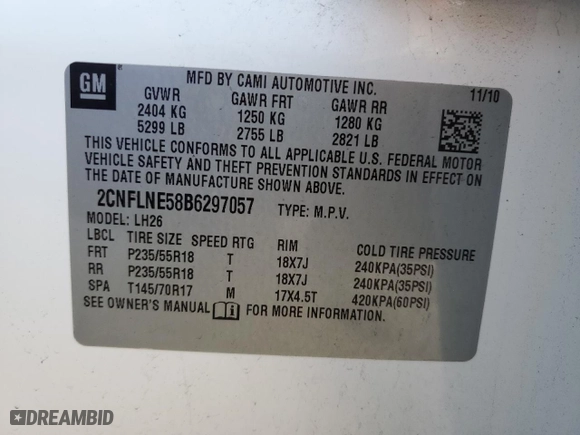 GM
MFD BY CAMI AUTOMOTIVE INC.
GVWR GAWR FRT GAWR RR 11/10
2404 KG 1250 KG 1280 KG
5299 LB 2755 LB 2821 LB
THIS VEHICLE CONFORMS TO ALL APPLICABLE U.S. FEDERAL MOTOR
VEHICLE SAFETY AND THEFT PREVENTION STANDARDS IN EFFECT ON
THE DATE OF MANUFACTURE SHOWN ABOVE.
2CNFLNE58B6297057 TYPE: M.P.V.
MODEL: LH26
LBCL TIRE SIZE SPEED RTG RIM COLD TIRE PRESSURE
FRT P235/55R18 T 18X7J 240KPA(35PSI)
RR P235/55R18 T 18X7J 240KPA(35PSI)
SPA T145/70R17 M 17X4.5T 420KPA(60PSI)
SEE OWNER'S MANUAL FOR MORE INFORMATION.
DREAMBID